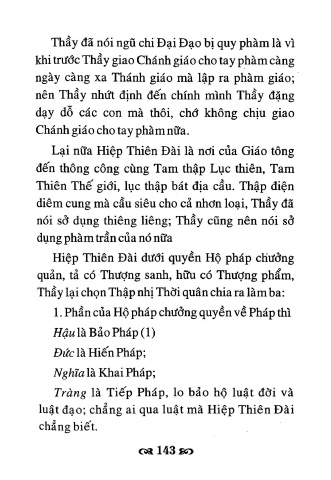 Thầy đã nói ngũ chi Đại Đạo bị quy phàm là vì
khi trước Thầy giao Chánh giáo cho tay phàm càng
ngày càng xa Thánh giáo mà lập ra phàm giáo;
nên Thầy nhứt định đến chính mình Thầy đặng
dạy dỗ các con mà thôi, chớ không chịu giao
Chánh giáo cho tay phàm nữa.
Lại nữa Hiệp Thiên Đài là nơi của Giáo tông
đến thông công cùng Tam thập Lục thiên, Tam
Thiên Thế giới, lục thập bát địa cầu. Thập điện
diêm cung mà cầu siêu cho cả nhơn loại, Thầy đã
nói sở dụng thiêng liêng; Thầy cũng nên nói sở
dụng phàm trần của nó nữa
Hiệp Thiên Đài dưới quyền Hộ pháp chưởng
quản, tả có Thượng sanh, hữu có Thượng phẩm,
Thầy lại chọn Thập nhị Thời quân chia ra làm ba:
1. Phần của Hộ pháp chưởng quyền về Pháp thì
Hậu là Bảo Pháp (1)
Đức là Hiến Pháp;
Nghĩa là Khai Pháp;
Tràng là Tiếp Pháp, lo bảo hộ luật đời và
luật đạo; chẳng ai qua luật mà Hiệp Thiên Đài
chẳng biết.
143